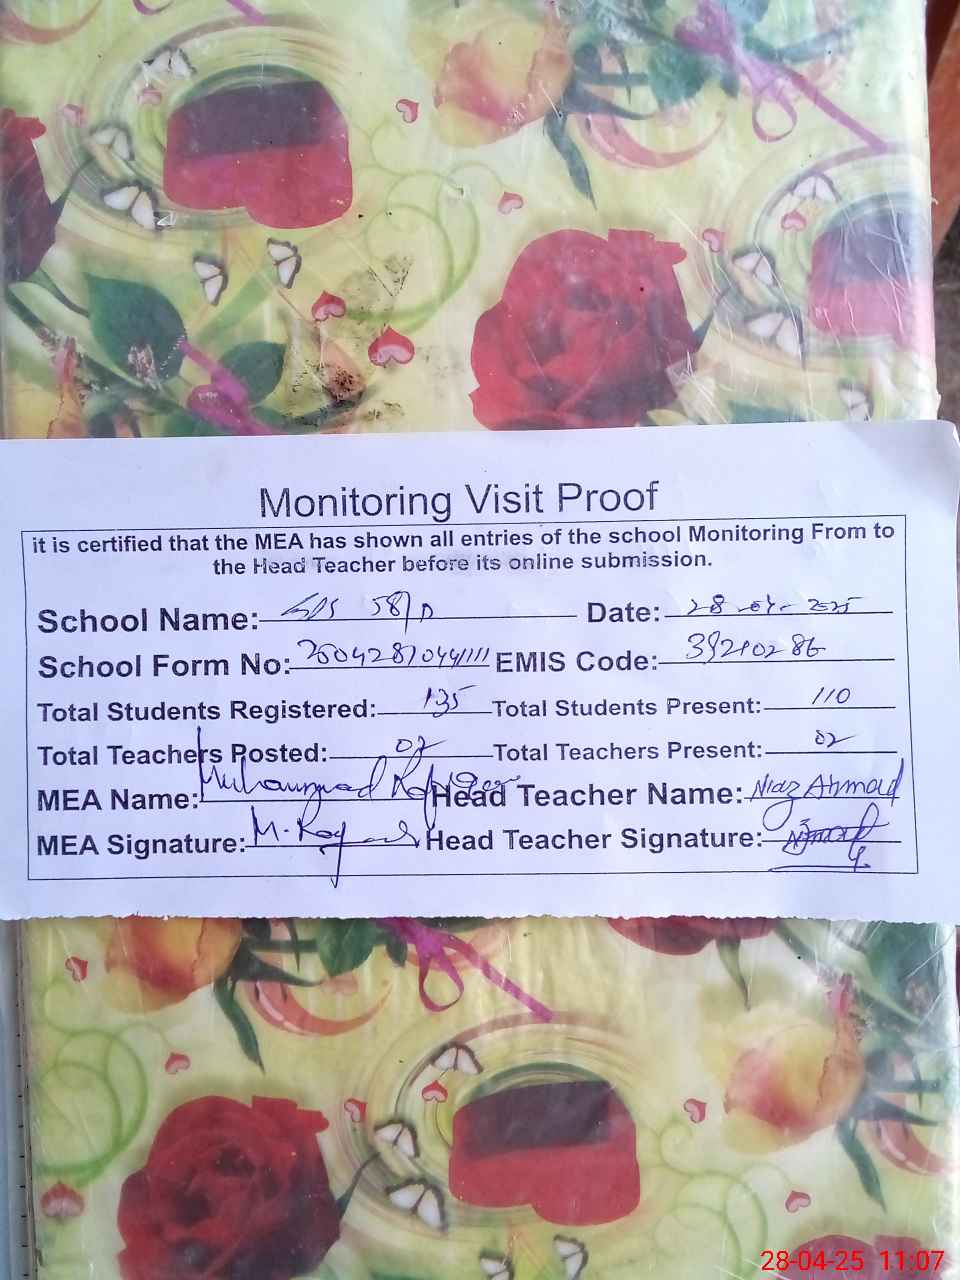 Monitoring Visit Proof
it is certified that the MEA has shown all entries of the school Monitoring From to
the Head Teacher before its online submission.
School Name: GPS 58/D Date: 28-04-2025
School Form No: EMIS Code: 39210286
Total Students Registered: 135 Total Students Present: 110
Total Teachers Posted: 02 Total Teachers Present: 02
MEA Name: Muhammad Head Teacher Name: Niaz Ahmad
MEA Signature: Head Teacher Signature:
28-04-25 11:07